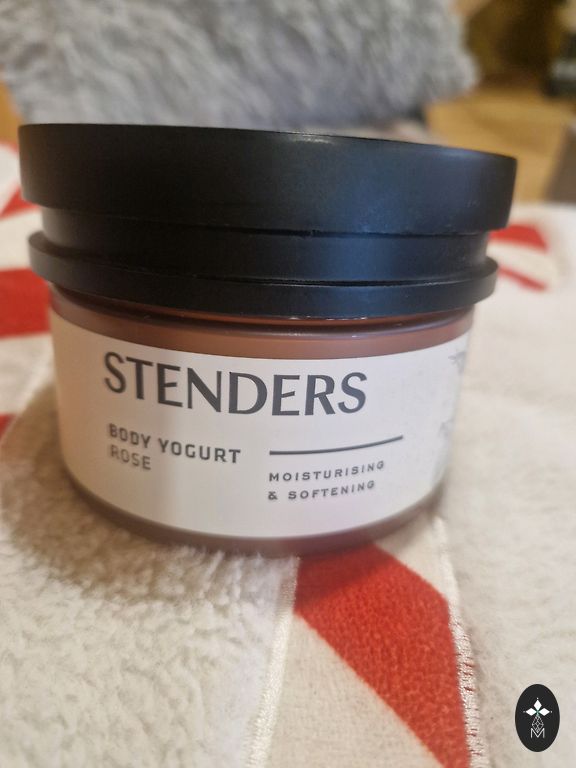 STENDERS
BODY YOGURT
ROSE
MOISTURISING
& SOFTENING
M